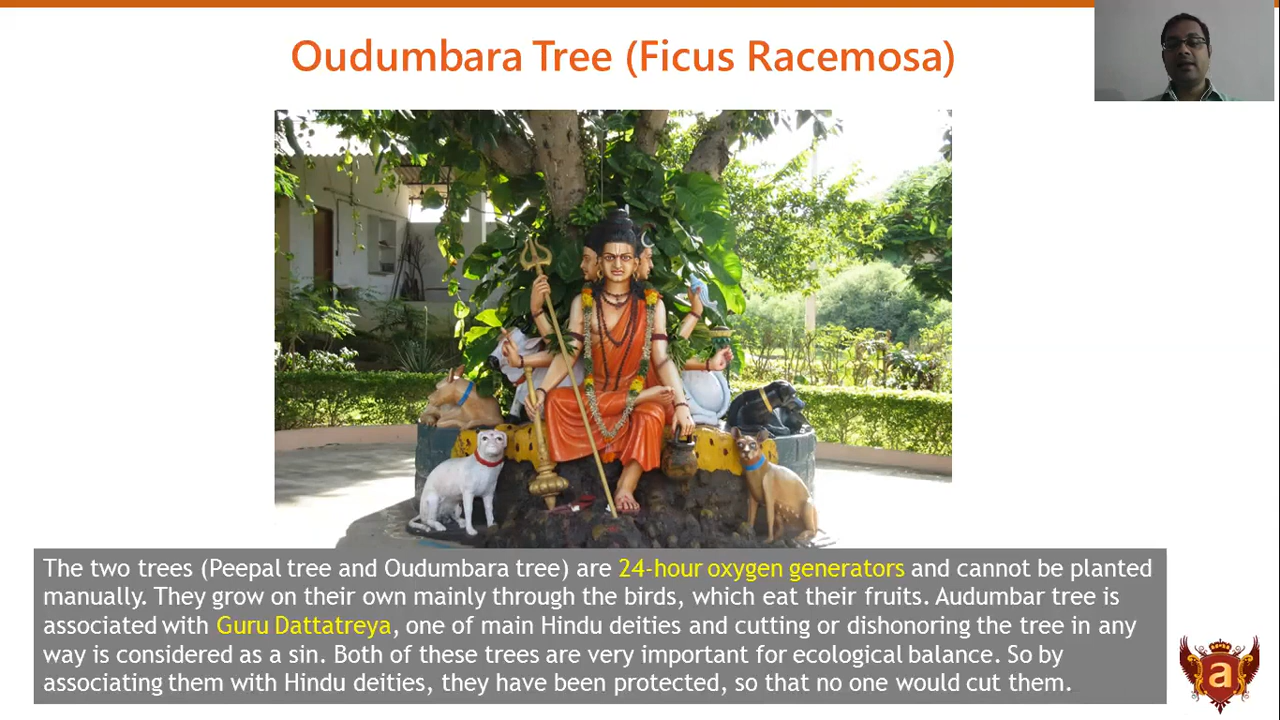 Oudumbara Tree (Ficus Racemosa)
The two trees (Peepal tree and Oudumbara tree) are 24-hour oxygen generators and cannot be planted
manually. They grow on their own mainly through the birds, which eat their fruits. Audumbar tree is
associated with Guru Dattatreya, one of main Hindu deities and cutting or dishonoring the tree in any
way is considered as a sin. Both of these trees are very important for ecological balance. So by
associating them with Hindu deities, they have been protected, so that no one would cut them.
a